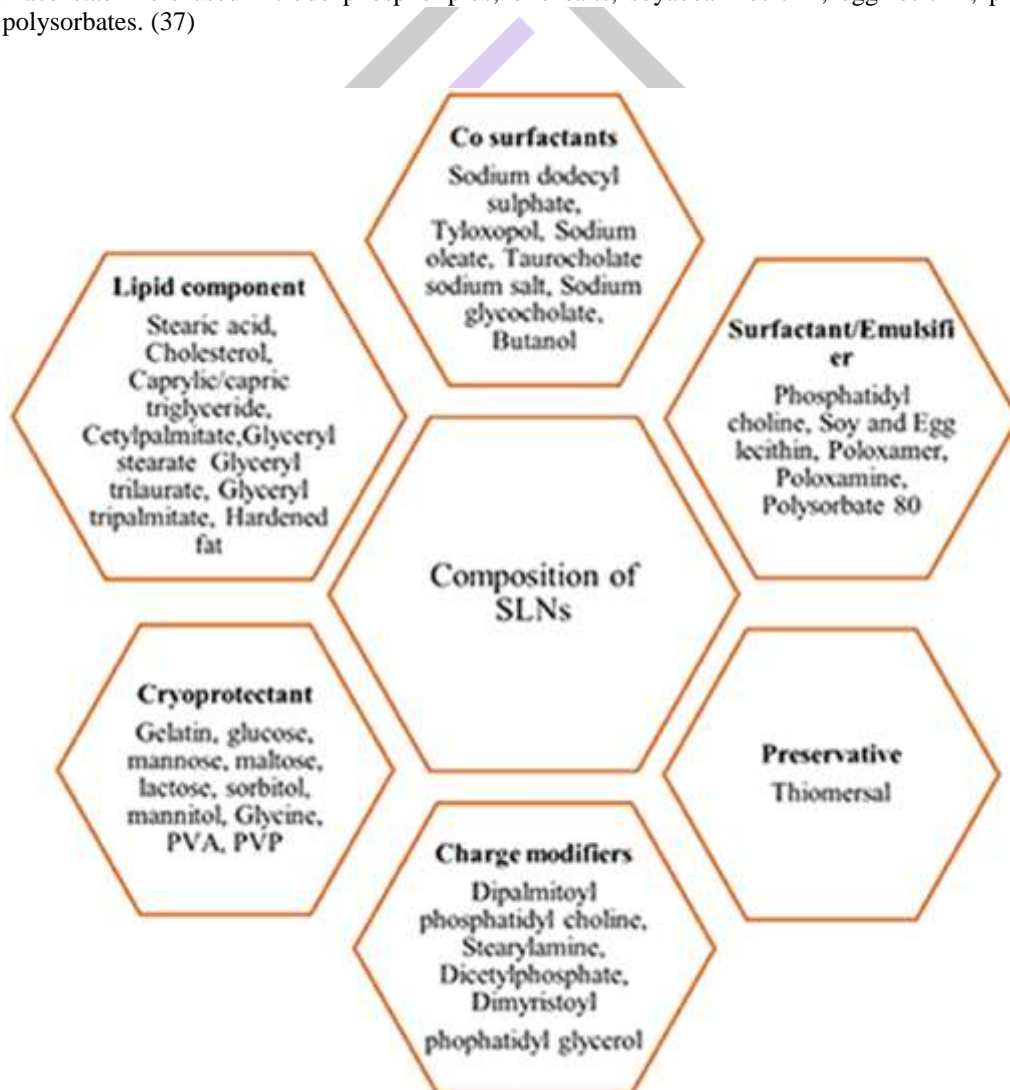 polysorbates. (37)
Co surfactants
Sodium dodecyl
sulphate,
Tyloxopol, Sodium
oleate, Taurocholate
sodium salt, Sodium
glycocholate,
Butanol
Lipid component
Stearic acid,
Cholesterol,
Caprylic/capric
triglyceride,
Cetylpalmitate,Glyceryl
stearate Glyceryl
trilaurate, Glyceryl
tripalmitate, Hardened
fat
Surfactant/Emulsifi
er
Phosphatidyl
choline, Soy and Egg
lecithin, Poloxamer,
Poloxamine,
Polysorbate 80
Composition of
SLNs
Cryoprotectant
Gelatin, glucose,
mannose, maltose,
lactose, sorbitol,
mannitol, Glycine,
PVA, PVP
Preservative
Thiomersal
Charge modifiers
Dipalmitoyl
phosphatidyl choline,
Stearylamine,
Dicetylphosphate,
Dimyristoyl
phophatidyl glycerol